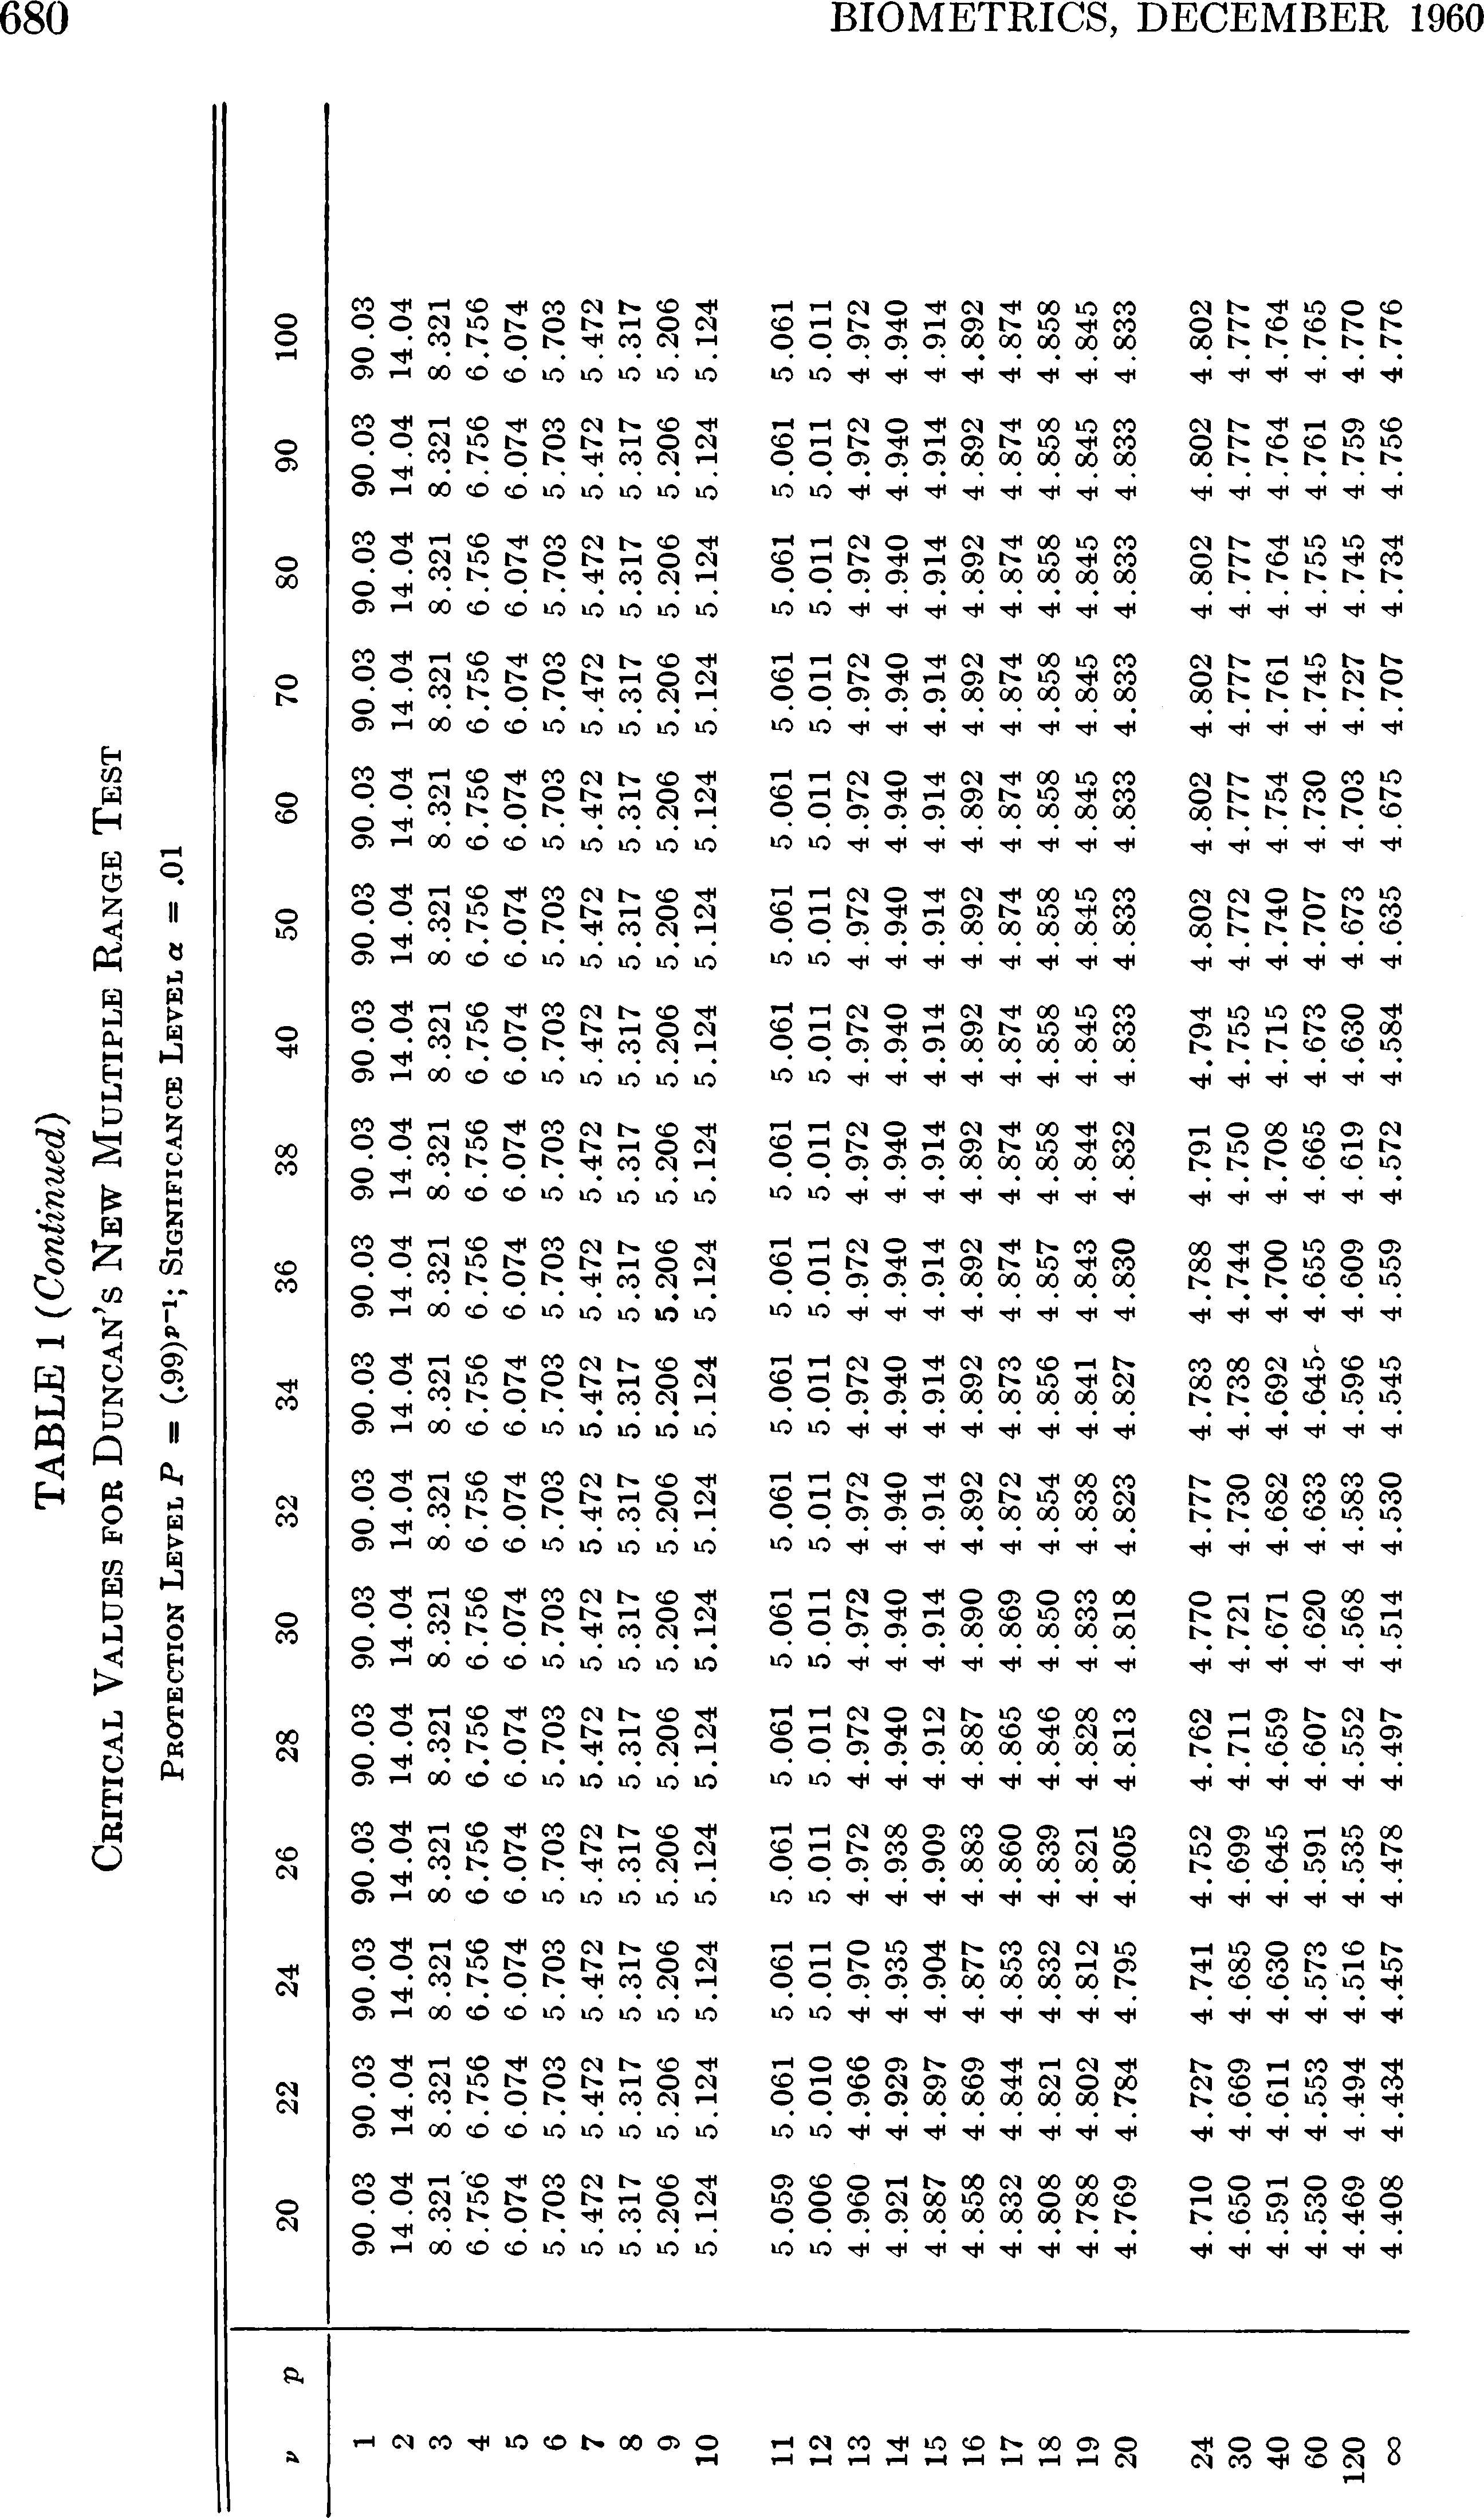 680 BIOMETRICS, DECEMBER 1960
TABLE 1 (Continued)
CRITICAL VALUES FOR DUNCAN'S NEW MULTIPLE RANGE TEST
PROTECTION LEVEL P = (.99)ᵖ⁻¹; SIGNIFICANCE LEVEL α = .01
ν p 20 22 24 26 28 30 32 34 36 38 40 50 60 70 80 90 100
1 90.03 90.03 90.03 90.03 90.03 90.03 90.03 90.03 90.03 90.03 90.03 90.03 90.03 90.03 90.03 90.03 90.03
2 14.04 14.04 14.04 14.04 14.04 14.04 14.04 14.04 14.04 14.04 14.04 14.04 14.04 14.04 14.04 14.04 14.04
3 8.321 8.321 8.321 8.321 8.321 8.321 8.321 8.321 8.321 8.321 8.321 8.321 8.321 8.321 8.321 8.321 8.321
4 6.756 6.756 6.756 6.756 6.756 6.756 6.756 6.756 6.756 6.756 6.756 6.756 6.756 6.756 6.756 6.756 6.756
5 6.074 6.074 6.074 6.074 6.074 6.074 6.074 6.074 6.074 6.074 6.074 6.074 6.074 6.074 6.074 6.074 6.074
6 5.703 5.703 5.703 5.703 5.703 5.703 5.703 5.703 5.703 5.703 5.703 5.703 5.703 5.703 5.703 5.703 5.703
7 5.472 5.472 5.472 5.472 5.472 5.472 5.472 5.472 5.472 5.472 5.472 5.472 5.472 5.472 5.472 5.472 5.472
8 5.317 5.317 5.317 5.317 5.317 5.317 5.317 5.317 5.317 5.317 5.317 5.317 5.317 5.317 5.317 5.317 5.317
9 5.206 5.206 5.206 5.206 5.206 5.206 5.206 5.206 5.206 5.206 5.206 5.206 5.206 5.206 5.206 5.206 5.206
10 5.124 5.124 5.124 5.124 5.124 5.124 5.124 5.124 5.124 5.124 5.124 5.124 5.124 5.124 5.124 5.124 5.124
11 5.059 5.061 5.061 5.061 5.061 5.061 5.061 5.061 5.061 5.061 5.061 5.061 5.061 5.061 5.061 5.061 5.061
12 5.006 5.010 5.011 5.011 5.011 5.011 5.011 5.011 5.011 5.011 5.011 5.011 5.011 5.011 5.011 5.011 5.011
13 4.960 4.966 4.970 4.972 4.972 4.972 4.972 4.972 4.972 4.972 4.972 4.972 4.972 4.972 4.972 4.972 4.972
14 4.921 4.929 4.935 4.938 4.940 4.940 4.940 4.940 4.940 4.940 4.940 4.940 4.940 4.940 4.940 4.940 4.940
15 4.887 4.897 4.904 4.909 4.912 4.914 4.914 4.914 4.914 4.914 4.914 4.914 4.914 4.914 4.914 4.914 4.914
16 4.858 4.869 4.877 4.883 4.887 4.890 4.892 4.892 4.892 4.892 4.892 4.892 4.892 4.892 4.892 4.892 4.892
17 4.832 4.844 4.853 4.860 4.865 4.869 4.872 4.873 4.874 4.874 4.874 4.874 4.874 4.874 4.874 4.874 4.874
18 4.808 4.821 4.832 4.839 4.846 4.850 4.854 4.856 4.857 4.858 4.858 4.858 4.858 4.858 4.858 4.858 4.858
19 4.788 4.802 4.812 4.821 4.828 4.833 4.838 4.841 4.843 4.844 4.845 4.845 4.845 4.845 4.845 4.845 4.845
20 4.769 4.784 4.795 4.805 4.813 4.818 4.823 4.827 4.830 4.832 4.833 4.833 4.833 4.833 4.833 4.833 4.833
24 4.710 4.727 4.741 4.752 4.762 4.770 4.777 4.783 4.788 4.791 4.794 4.802 4.802 4.802 4.802 4.802 4.802
30 4.650 4.669 4.685 4.699 4.711 4.721 4.730 4.738 4.744 4.750 4.755 4.772 4.777 4.777 4.777 4.777 4.777
40 4.591 4.611 4.630 4.645 4.659 4.671 4.682 4.692 4.700 4.708 4.715 4.740 4.754 4.761 4.764 4.764 4.764
60 4.530 4.553 4.573 4.591 4.607 4.620 4.633 4.645 4.655 4.665 4.673 4.707 4.730 4.745 4.755 4.761 4.765
120 4.469 4.494 4.516 4.535 4.552 4.568 4.583 4.596 4.609 4.619 4.630 4.673 4.703 4.727 4.745 4.759 4.770
∞ 4.408 4.434 4.457 4.478 4.497 4.514 4.530 4.545 4.559 4.572 4.584 4.635 4.675 4.707 4.734 4.756 4.776